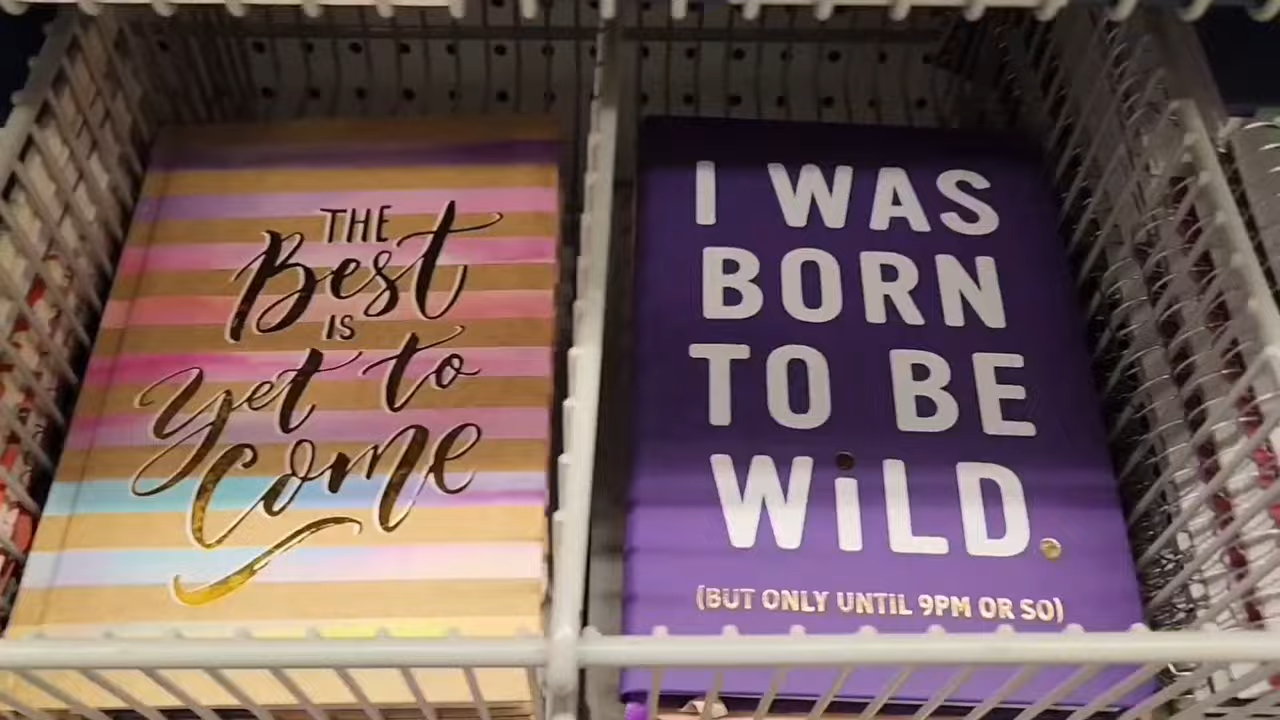 THE
Best
IS
yet to
come
I WAS
BORN
TO BE
WiLD.
(BUT ONLY UNTIL 9PM OR SO)